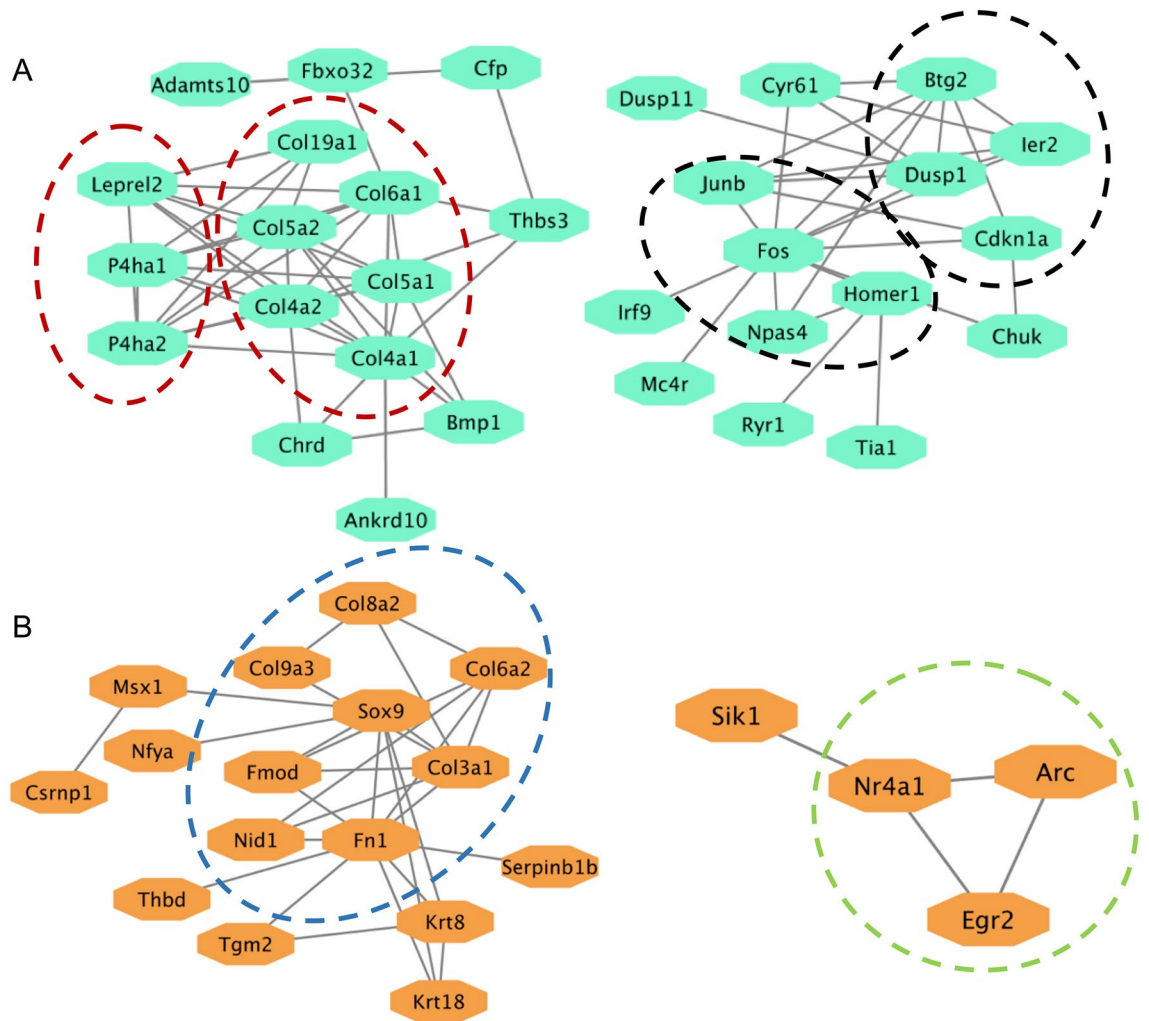 A
Adamts10
Fbxo32
Cfp
Col19a1
Leprel2
Col6a1
Col5a2
Thbs3
P4ha1
Col5a1
Col4a2
P4ha2
Col4a1
Chrd
Bmp1
Ankrd10
Dusp11
Cyr61
Btg2
Ier2
Junb
Dusp1
Fos
Cdkn1a
Homer1
Irf9
Npas4
Chuk
Mc4r
Ryr1
Tia1
B
Col8a2
Col9a3
Col6a2
Msx1
Sox9
Nfya
Fmod
Col3a1
Csrnp1
Nid1
Fn1
Serpinb1b
Thbd
Krt8
Tgm2
Krt18
Sik1
Nr4a1
Arc
Egr2